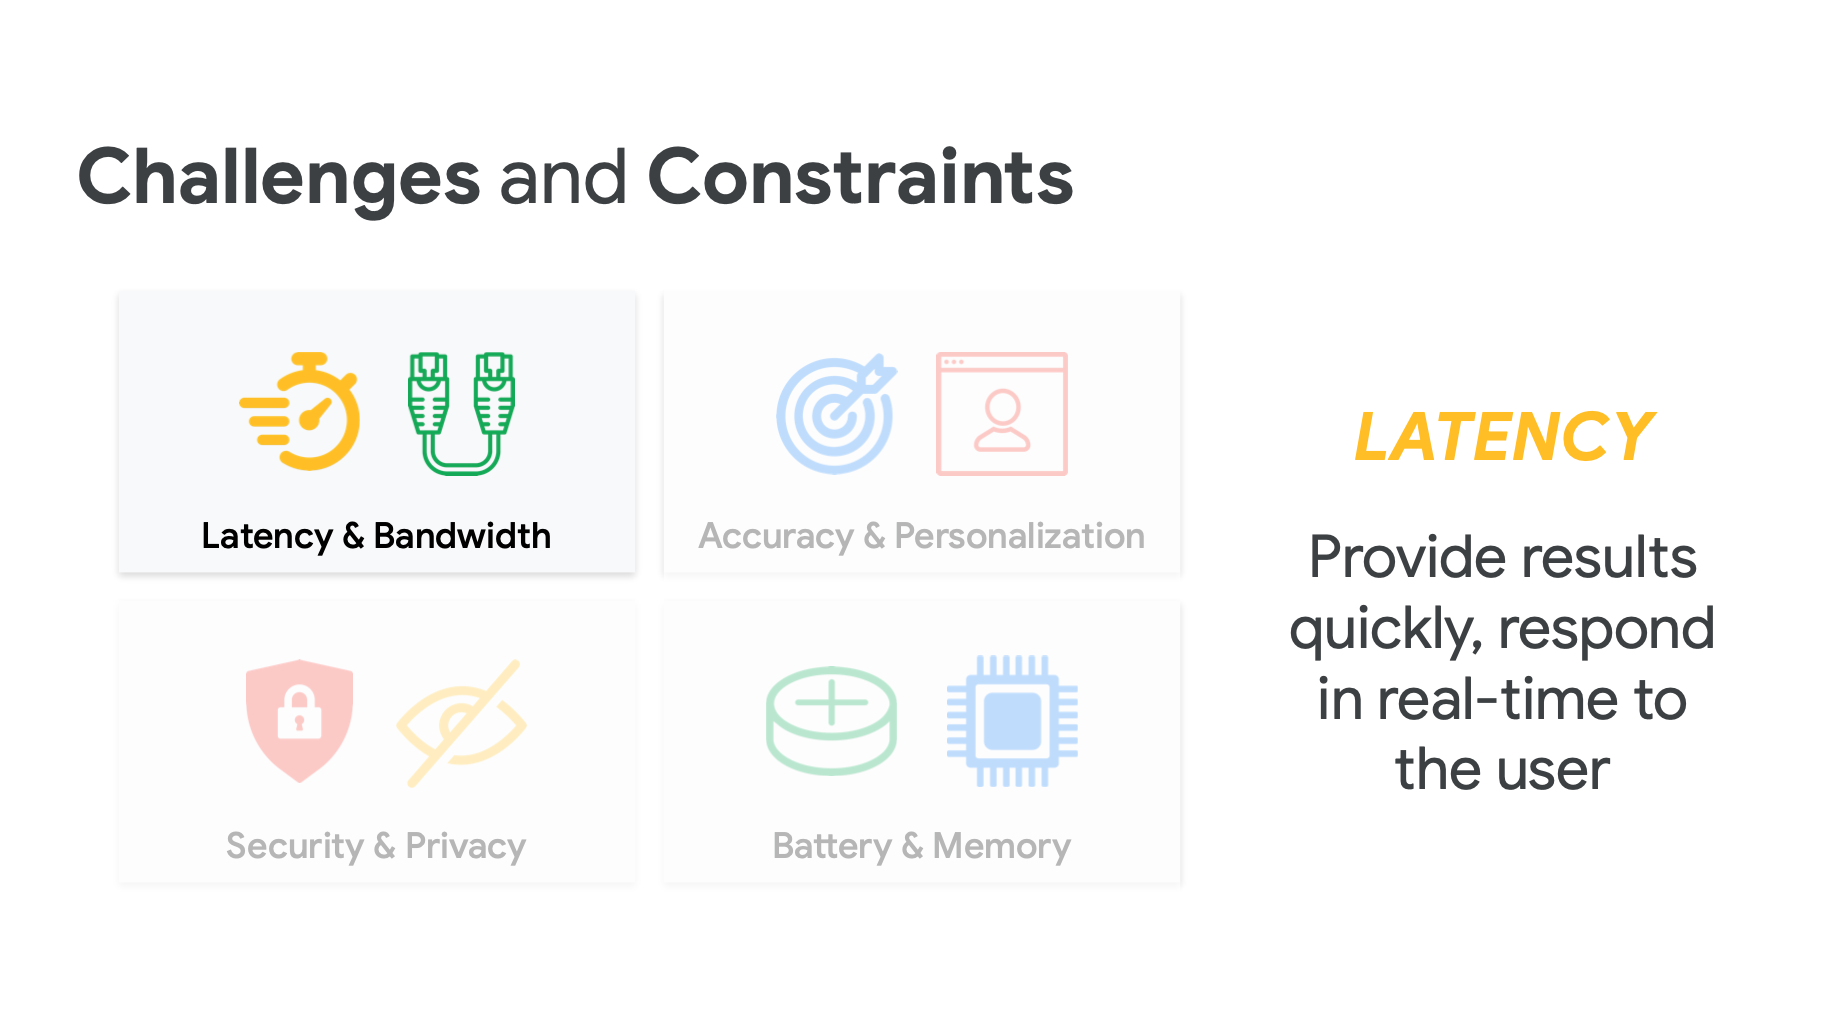 Challenges and Constraints
Latency & Bandwidth
Accuracy & Personalization
Security & Privacy
Battery & Memory
LATENCY
Provide results
quickly, respond
in real-time to
the user